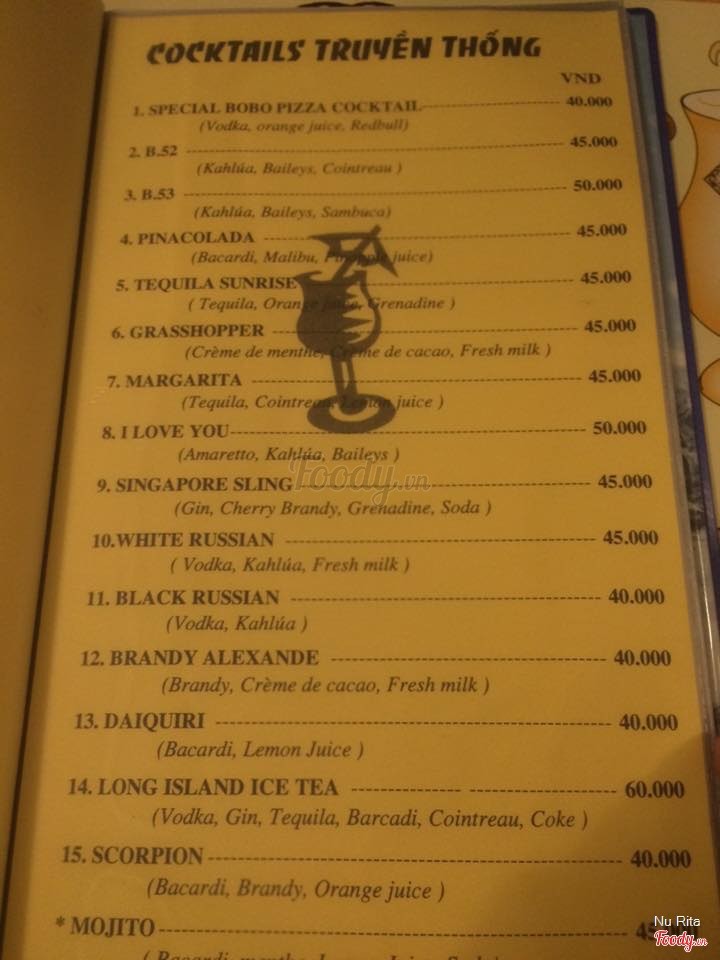 COCKTAILS TRUYỀN THỐNG
VND
1. SPECIAL BOBO PIZZA COCKTAIL 40.000
(Vodka, orange juice, Redbull)
2. B.52 45.000
(Kahlúa, Baileys, Cointreau )
3. B.53 50.000
(Kahlúa, Baileys, Sambuca)
4. PINACOLADA 45.000
(Bacardi, Malibu, Pineapple juice)
5. TEQUILA SUNRISE 45.000
( Tequila, Orange juice, Grenadine )
6. GRASSHOPPER 45.000
(Crème de menthe, Crème de cacao, Fresh milk )
7. MARGARITA 45.000
(Tequila, Cointreau, Lemon juice )
8. I LOVE YOU 50.000
(Amaretto, Kahlúa, Baileys )
Foody.vn
9. SINGAPORE SLING 45.000
(Gin, Cherry Brandy, Grenadine, Soda )
10.WHITE RUSSIAN 45.000
( Vodka, Kahlúa, Fresh milk )
11. BLACK RUSSIAN 40.000
(Vodka, Kahlúa )
12. BRANDY ALEXANDE 40.000
(Brandy, Crème de cacao, Fresh milk )
13. DAIQUIRI 40.000
(Bacardi, Lemon Juice )
14. LONG ISLAND ICE TEA 60.000
(Vodka, Gin, Tequila, Barcadi, Cointreau, Coke )
15. SCORPION 40.000
(Bacardi, Brandy, Orange juice )
* MOJITO
Nu Rita
Foody.vn